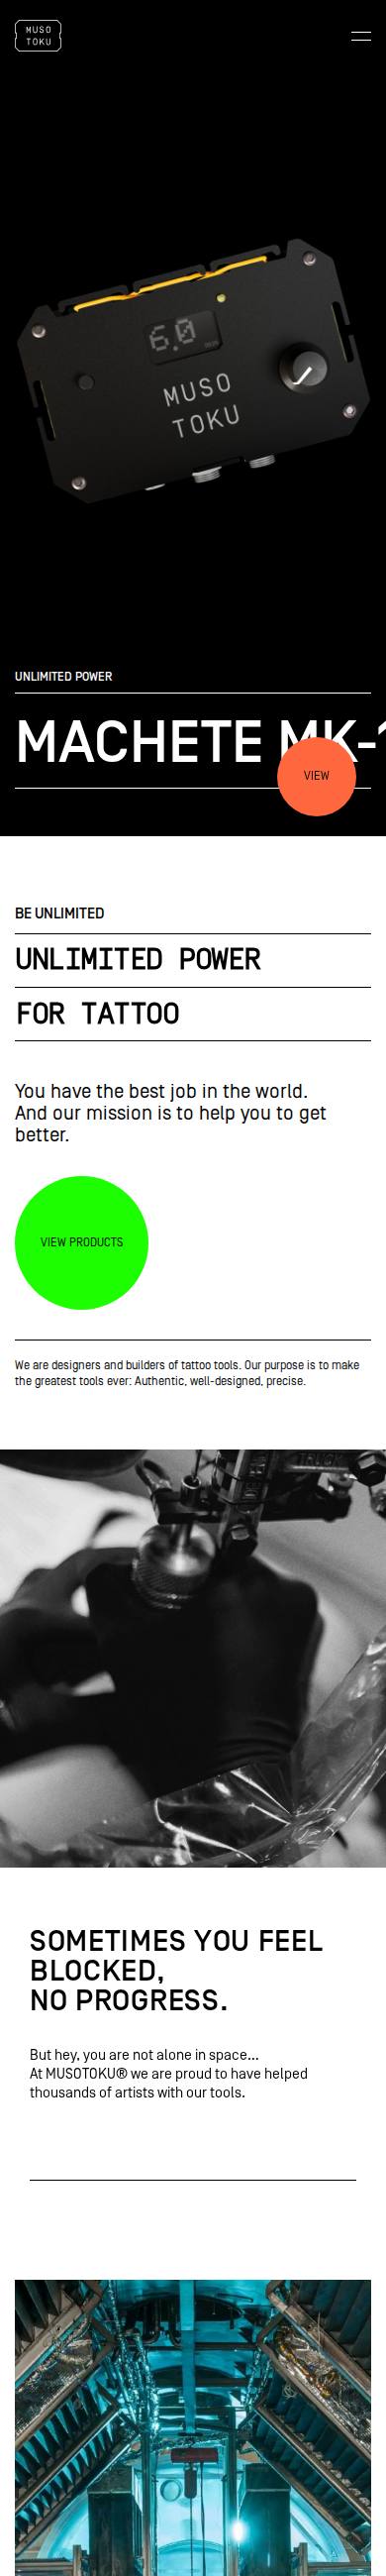 MUSO
TOKU
6.0
MUSO
TOKU
UNLIMITED POWER
MACHETE MK-1
VIEW
BE UNLIMITED
UNLIMITED POWER
FOR TATTOO
You have the best job in the world.
And our mission is to help you to get
better.
VIEW PRODUCTS
We are designers and builders of tattoo tools. Our purpose is to make
the greatest tools ever: Authentic, well-designed, precise.
SOMETIMES YOU FEEL
BLOCKED,
NO PROGRESS.
But hey, you are not alone in space...
At MUSOTOKU® we are proud to have helped
thousands of artists with our tools.